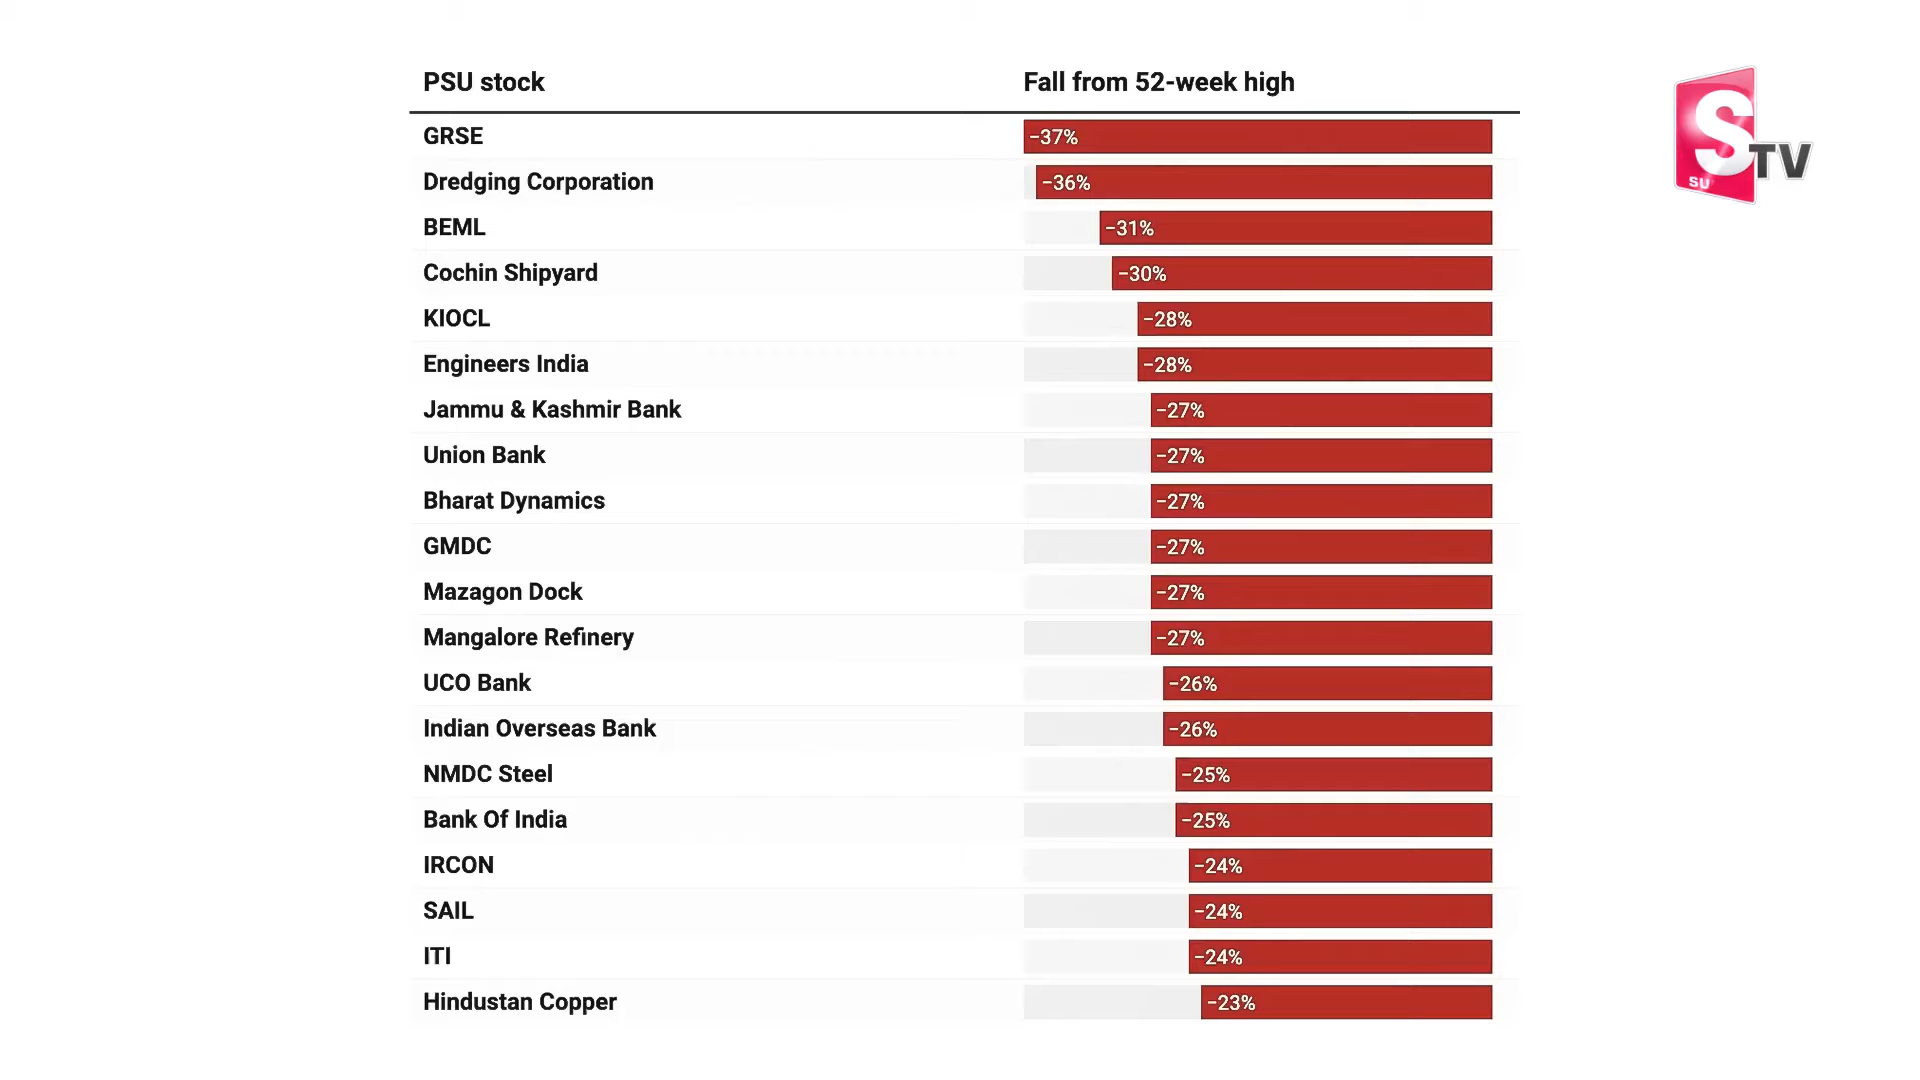 PSU stock Fall from 52-week high
GRSE −37%
Dredging Corporation −36%
BEML −31%
Cochin Shipyard −30%
KIOCL −28%
Engineers India −28%
Jammu & Kashmir Bank −27%
Union Bank −27%
Bharat Dynamics −27%
GMDC −27%
Mazagon Dock −27%
Mangalore Refinery −27%
UCO Bank −26%
Indian Overseas Bank −26%
NMDC Steel −25%
Bank Of India −25%
IRCON −24%
SAIL −24%
ITI −24%
Hindustan Copper −23%
S TV
SU